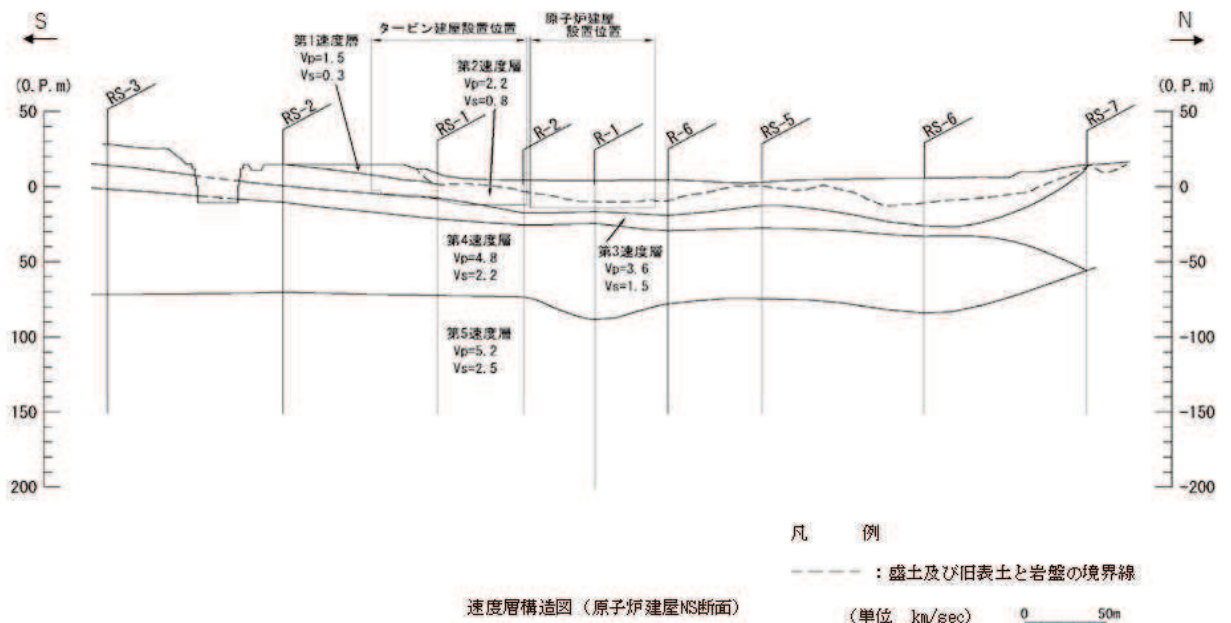 S
N
タービン建屋設置位置
原子炉建屋
設置位置
第1速度層
Vp=1.5
Vs=0.3
第2速度層
Vp=2.2
Vs=0.8
(O.P.m)
(O.P.m)
RS-3
RS-2
RS-1
R-2
R-1
R-6
RS-5
RS-6
RS-7
50
0
50
100
150
200
50
0
-50
-100
-150
-200
第4速度層
Vp=4.8
Vs=2.2
第3速度層
Vp=3.6
Vs=1.5
第5速度層
Vp=5.2
Vs=2.5
凡 例
：盛土及び旧表土と岩盤の境界線
速度層構造図（原子炉建屋NS断面）
（単位 km/sec）
0 50m